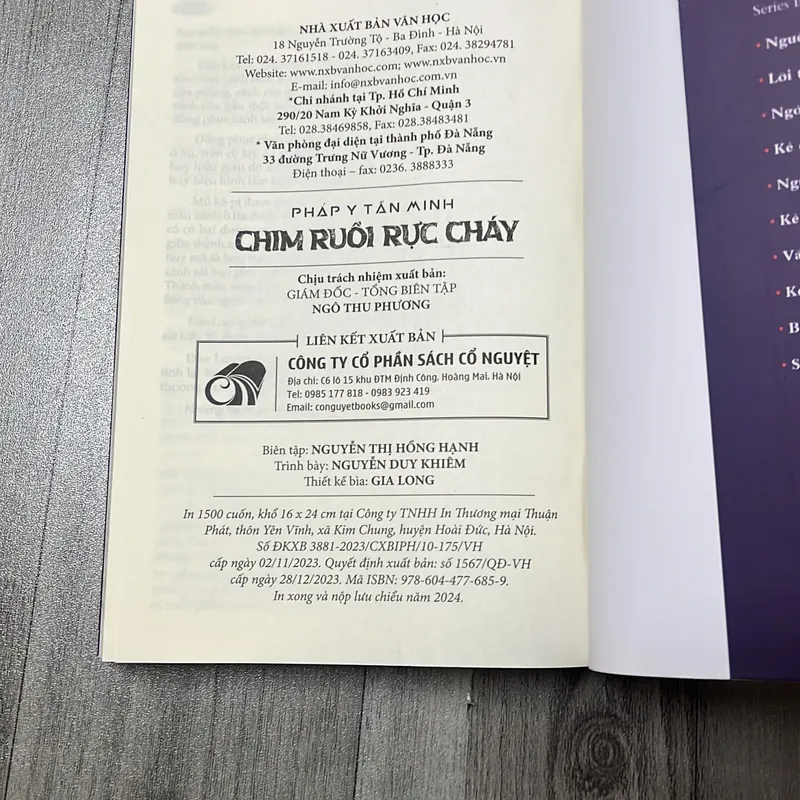 NHÀ XUẤT BẢN VĂN HỌC
18 Nguyễn Trường Tộ - Ba Đình - Hà Nội
Tel: 024. 37161518 - 024. 37163409, Fax: 024. 38294781
Website: www.nxbvanhoc.com; www.nxbvanhoc.vn
E-mail: info@nxbvanhoc.com.vn
*Chi nhánh tại Tp. Hồ Chí Minh
290/20 Nam Kỳ Khởi Nghĩa - Quận 3
Tel: 028.38469858, Fax: 028.38483481
* Văn phòng đại diện tại thành phố Đà Nẵng
33 đường Trưng Nữ Vương - Tp. Đà Nẵng
Điện thoại – fax: 0236. 3888333
PHÁP Y TẦN MINH
CHIM RUỒI RỰC CHÁY
Chịu trách nhiệm xuất bản:
GIÁM ĐỐC - TỔNG BIÊN TẬP
NGÔ THU PHƯƠNG
LIÊN KẾT XUẤT BẢN
CÔNG TY CỔ PHẦN SÁCH CỔ NGUYỆT
Địa chỉ: C6 lô 15 khu ĐTM Định Công, Hoàng Mai, Hà Nội
Tel: 0985 177 818 - 0983 923 419
Email: conguyetbooks@gmail.com
Biên tập: NGUYỄN THỊ HỒNG HẠNH
Trình bày: NGUYỄN DUY KHIÊM
Thiết kế bìa: GIA LONG
In 1500 cuốn, khổ 16 x 24 cm tại Công ty TNHH In Thương mại Thuận
Phát, thôn Yên Vĩnh, xã Kim Chung, huyện Hoài Đức, Hà Nội.
Số ĐKXB 3881-2023/CXBIPH/10-175/VH
cấp ngày 02/11/2023. Quyết định xuất bản: số 1567/QĐ-VH
cấp ngày 28/12/2023. Mã ISBN: 978-604-477-685-9.
In xong và nộp lưu chiểu năm 2024.
Series